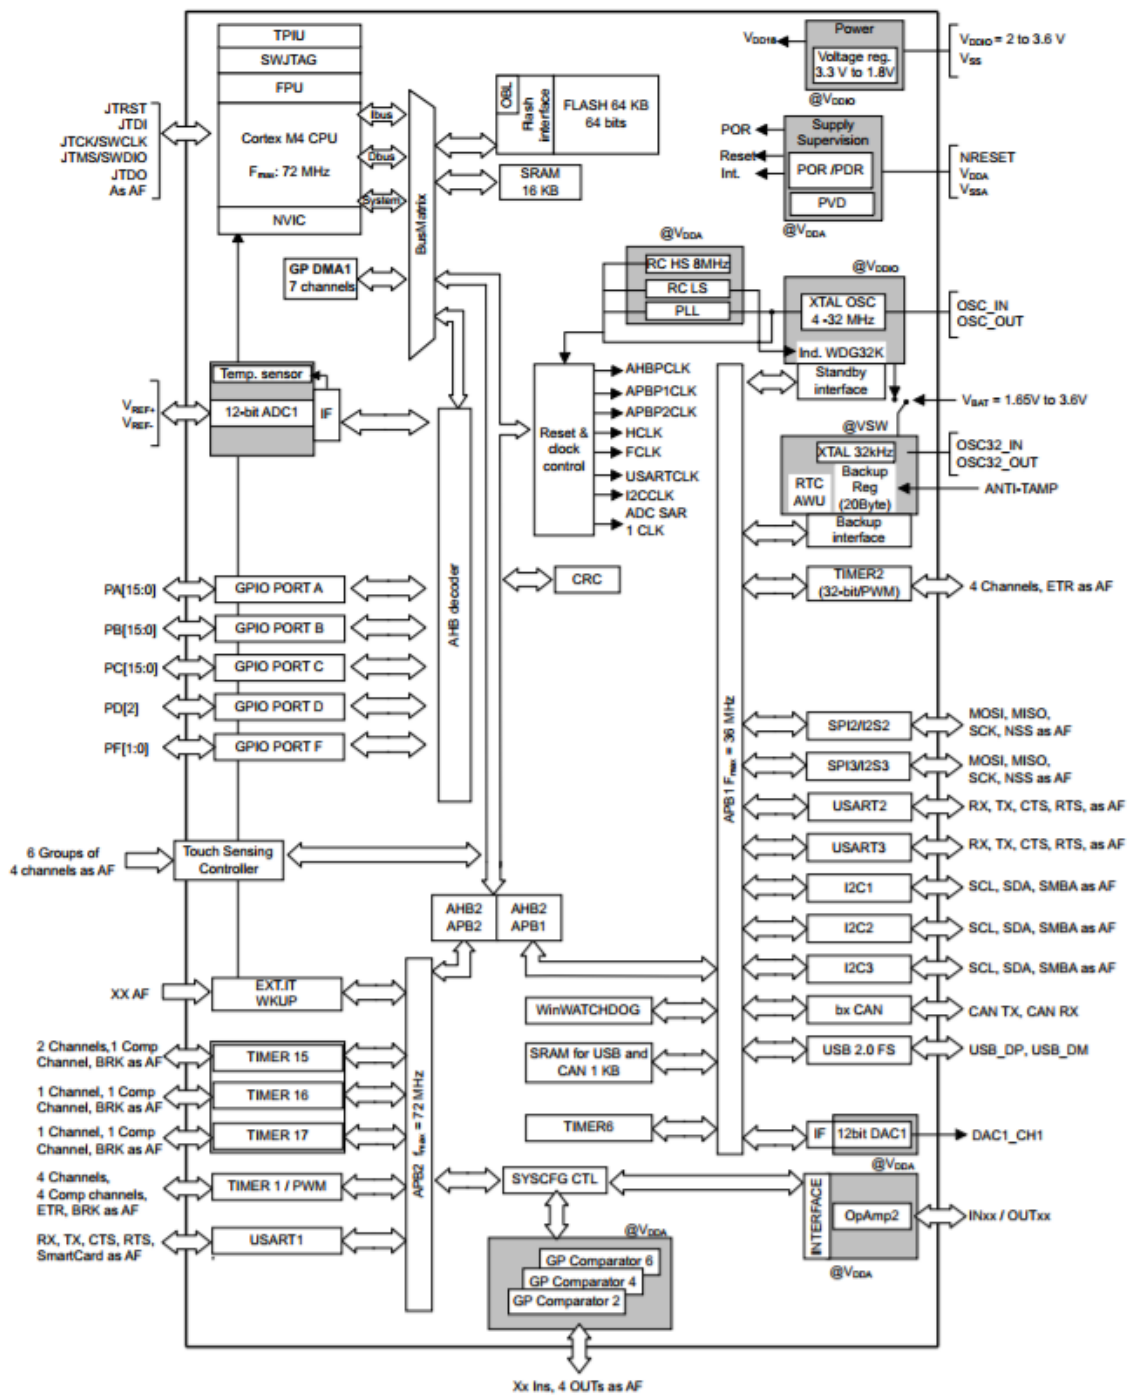 TPIU
SWJTAG
FPU
Cortex M4 CPU
Fmax: 72 MHz
NVIC
JTRST
JTDI
JTCK/SWCLK
JTMS/SWDIO
JTDO
As AF
Ibus
Dbus
System
BusMatrix
OBL
Flash
interface
FLASH 64 KB
64 bits
SRAM
16 KB
GP DMA1
7 channels
Power
Voltage reg.
3.3 V to 1.8V
VDD18
VDDIO = 2 to 3.6 V
VSS
@VDDIO
Supply
Supervision
POR /PDR
PVD
POR
Reset
Int.
NRESET
VDDA
VSSA
@VDDA
@VDDA
RC HS 8MHz
RC LS
PLL
@VDDIO
XTAL OSC
4 -32 MHz
Ind. WDG32K
Standby
interface
OSC_IN
OSC_OUT
VBAT = 1.65V to 3.6V
@VSW
XTAL 32kHz
RTC
AWU
Backup
Reg
(20Byte)
Backup
interface
OSC32_IN
OSC32_OUT
ANTI-TAMP
Temp. sensor
12-bit ADC1
IF
VREF+
VREF-
Reset &
clock
control
AHBPCLK
APBP1CLK
APBP2CLK
HCLK
FCLK
USARTCLK
I2CCLK
ADC SAR
1 CLK
CRC
AHB decoder
PA[15:0]
GPIO PORT A
PB[15:0]
GPIO PORT B
PC[15:0]
GPIO PORT C
PD[2]
GPIO PORT D
PF[1:0]
GPIO PORT F
6 Groups of
4 channels as AF
Touch Sensing
Controller
AHB2
APB2
AHB2
APB1
APB1 Fmax = 36 MHz
TIMER2
(32-bit/PWM)
4 Channels, ETR as AF
SPI2/I2S2
MOSI, MISO,
SCK, NSS as AF
SPI3/I2S3
MOSI, MISO,
SCK, NSS as AF
USART2
RX, TX, CTS, RTS, as AF
USART3
RX, TX, CTS, RTS, as AF
I2C1
SCL, SDA, SMBA as AF
I2C2
SCL, SDA, SMBA as AF
I2C3
SCL, SDA, SMBA as AF
bx CAN
CAN TX, CAN RX
USB 2.0 FS
USB_DP, USB_DM
IF
12bit DAC1
DAC1_CH1
@VDDA
XX AF
EXT.IT
WKUP
2 Channels,1 Comp
Channel, BRK as AF
TIMER 15
1 Channel, 1 Comp
Channel, BRK as AF
TIMER 16
1 Channel, 1 Comp
Channel, BRK as AF
TIMER 17
4 Channels,
4 Comp channels,
ETR, BRK as AF
TIMER 1 / PWM
RX, TX, CTS, RTS,
SmartCard as AF
USART1
APB2 fmax = 72 MHz
WinWATCHDOG
SRAM for USB and
CAN 1 KB
TIMER6
SYSCFG CTL
INTERFACE
OpAmp2
INxx / OUTxx
@VDDA
@VDDA
GP Comparator 6
GP Comparator 4
GP Comparator 2
Xx Ins, 4 OUTs as AF